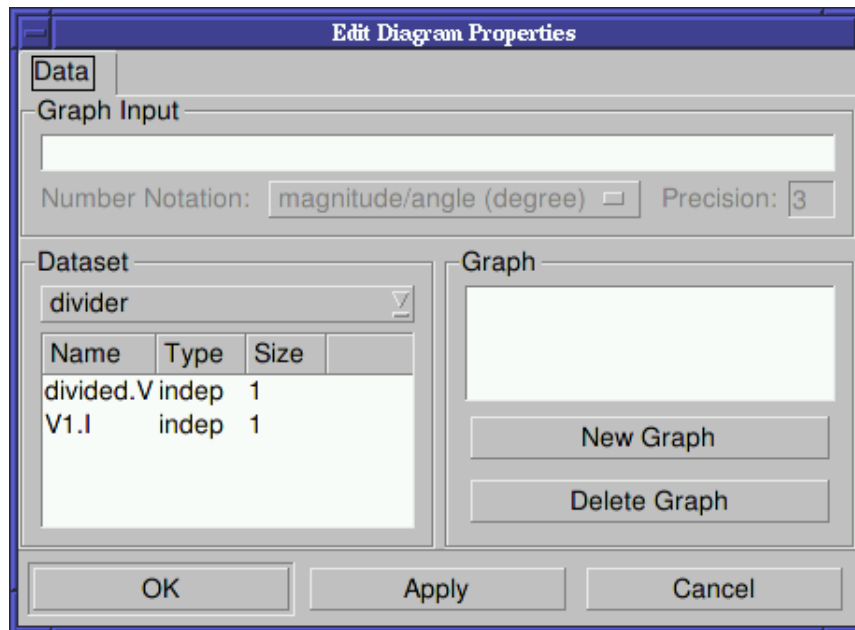 Edit Diagram Properties
Data
Graph Input
Number Notation: magnitude/angle (degree) Precision: 3
Dataset
divider
Name Type Size
divided.V indep 1
V1.I indep 1
Graph
New Graph
Delete Graph
OK Apply Cancel